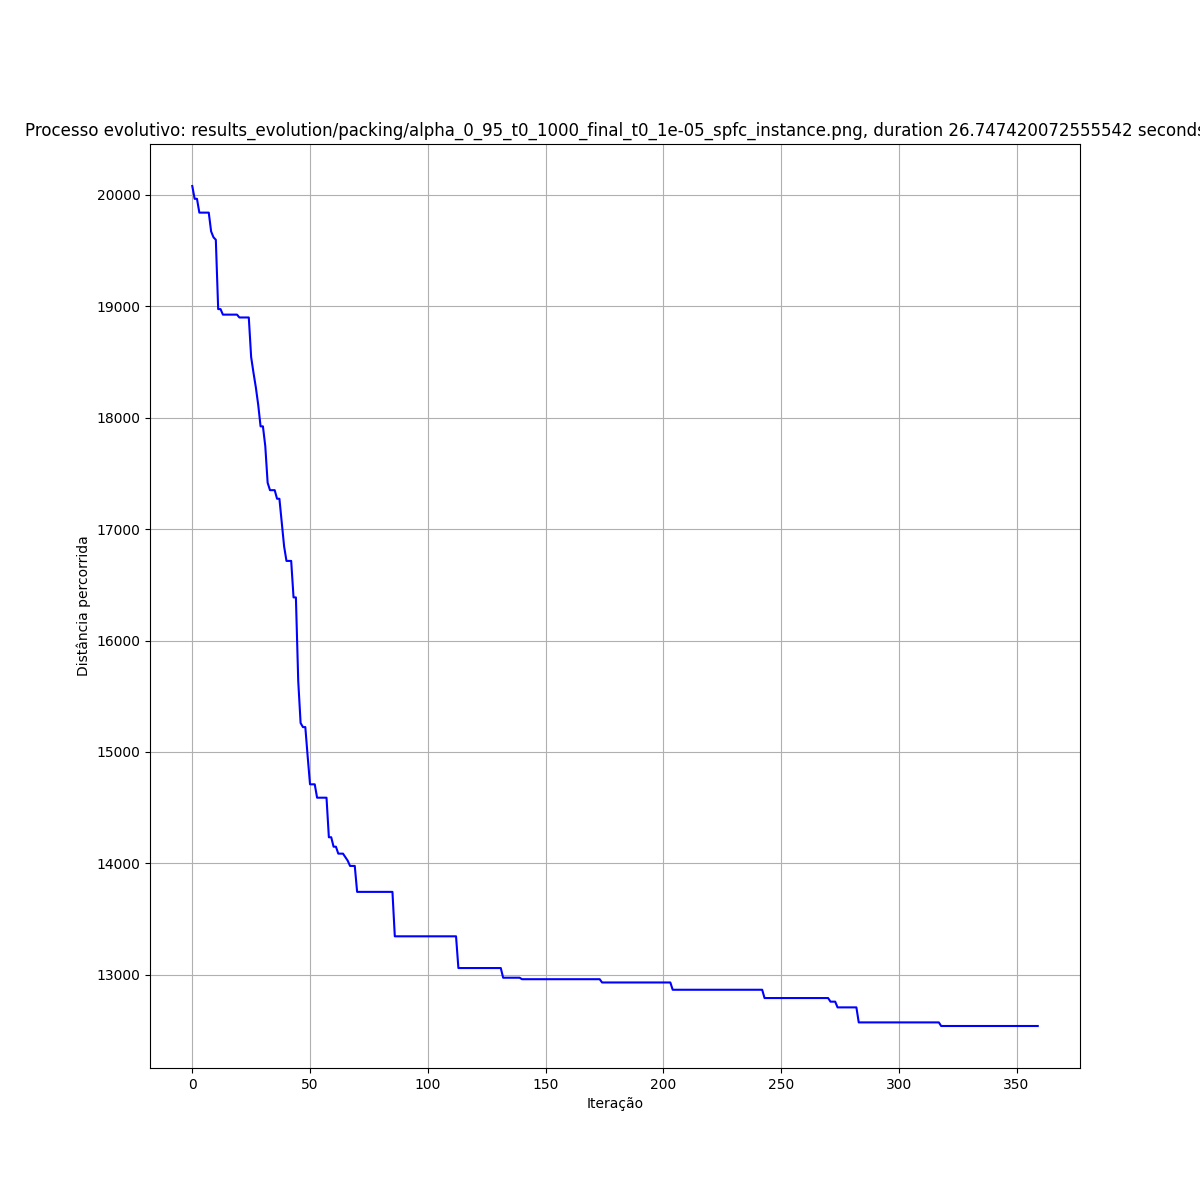 Processo evolutivo: results_evolution/packing/alpha_0_95_t0_1000_final_t0_1e-05_spfc_instance.png, duration 26.747420072555542 seconds
20000
19000
18000
17000
16000
15000
14000
13000
Distância percorrida
0 50 100 150 200 250 300 350
Iteração